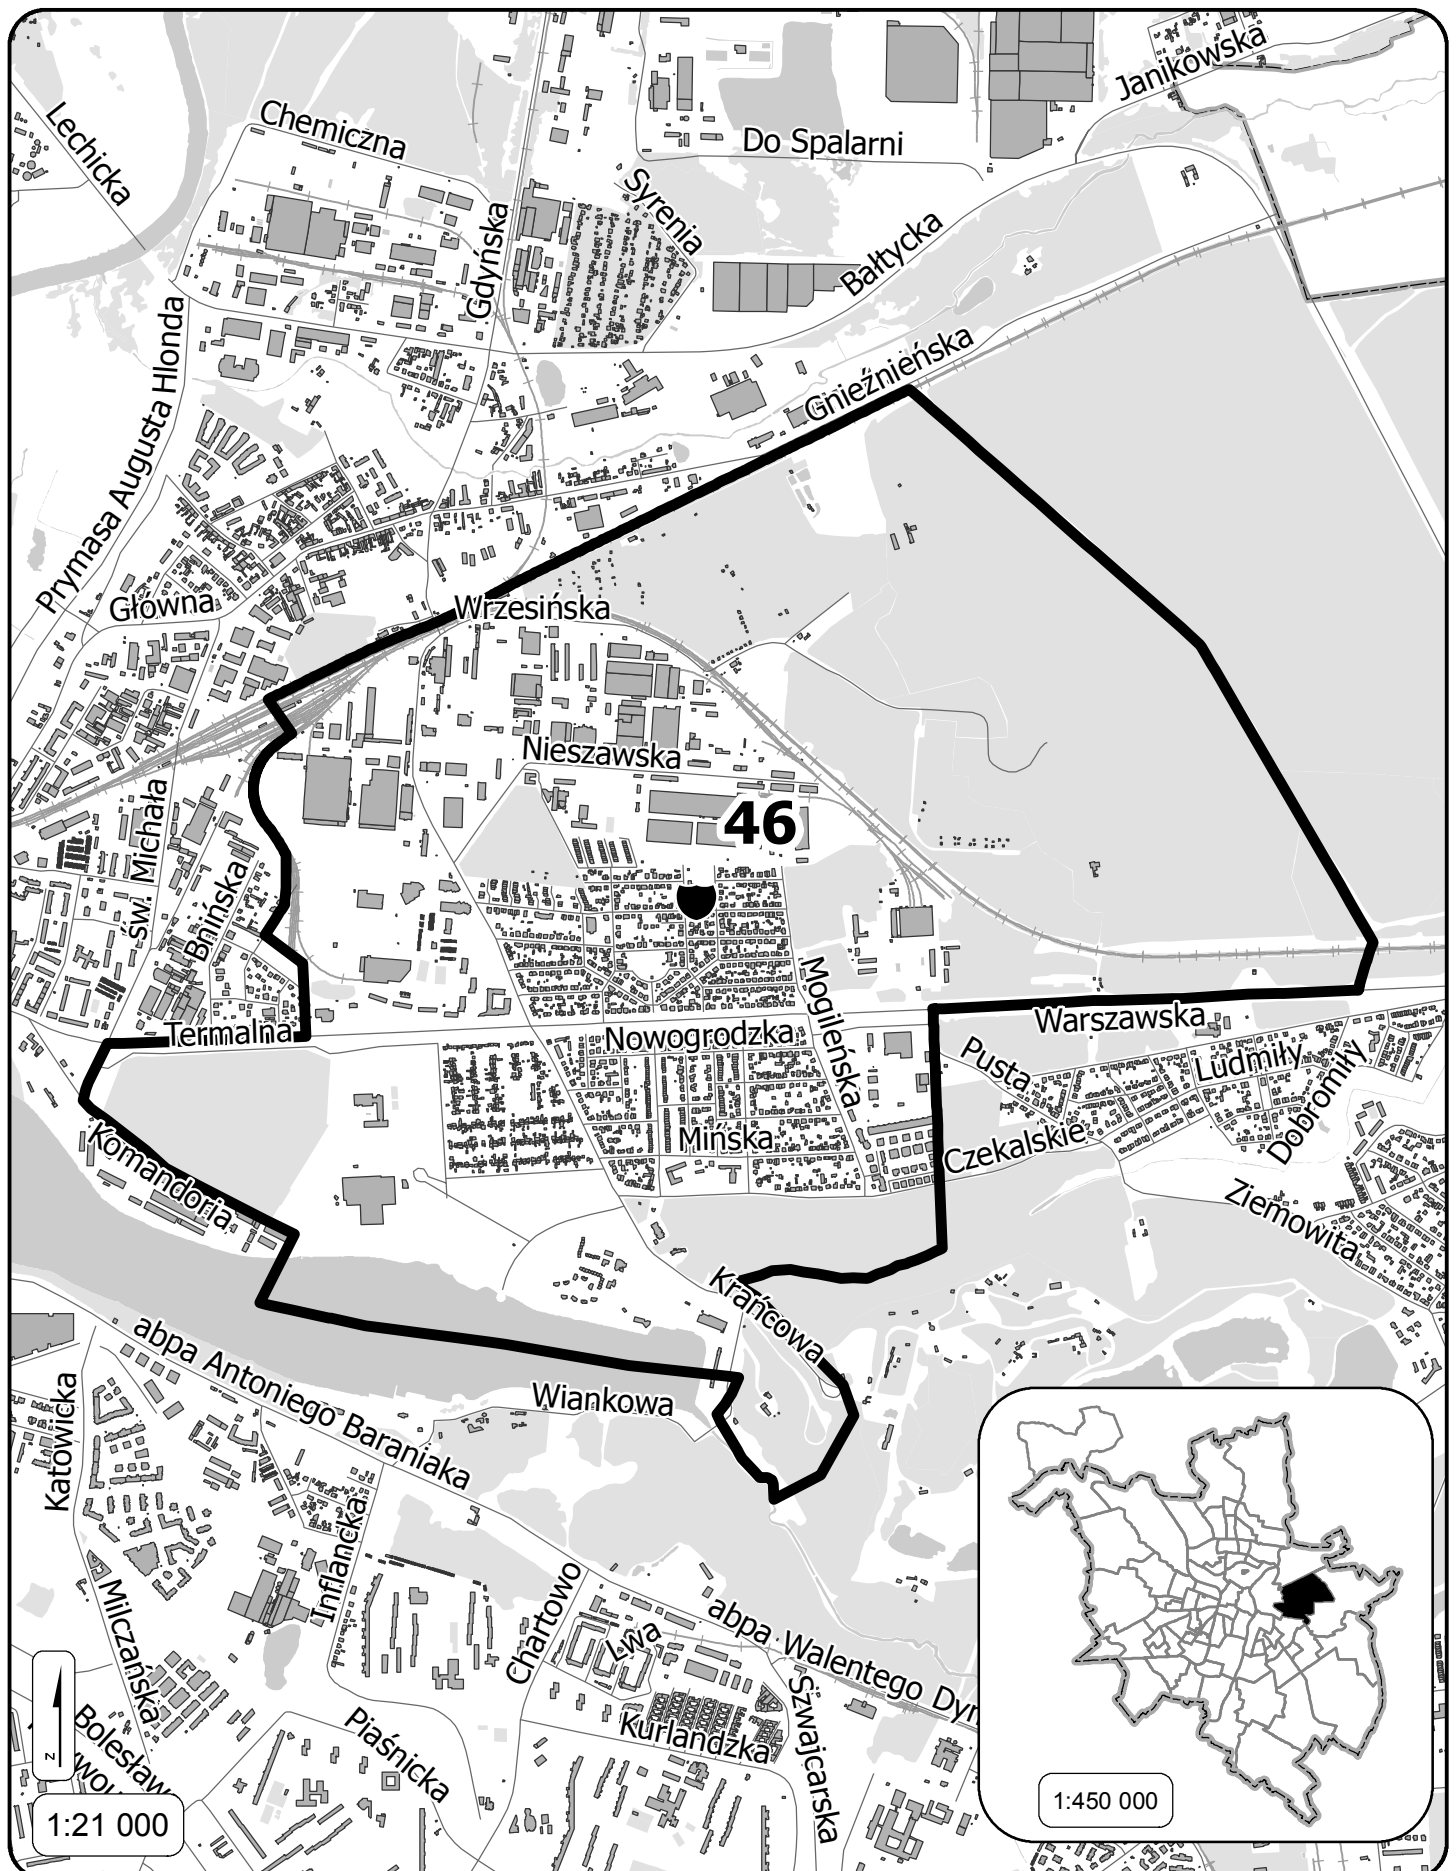 Janikowska
Lechicka
Chemiczna
Do Spalarni
Syrenia
Gdyńska
Bałtycka
Prymasa Augusta Hlonda
Gnieźnieńska
Główna
Wrzesińska
Nieszawska
46
św. Michała
Bnińska
Mogileńska
Termalna
Nowogrodzka
Warszawska
Pusta
Ludmiły
Dobromiły
Mińska
Czekalskie
Komandoria
Ziemowita
Krańcowa
abpa Antoniego Baraniaka
Wiankowa
Katowicka
Inflancka
Milczańska
Chartowo
Lwa
abpa Walentego Dym
Szwajcarska
Kurlandzka
Piaśnicka
Bolesław
N
1:21 000
1:450 000